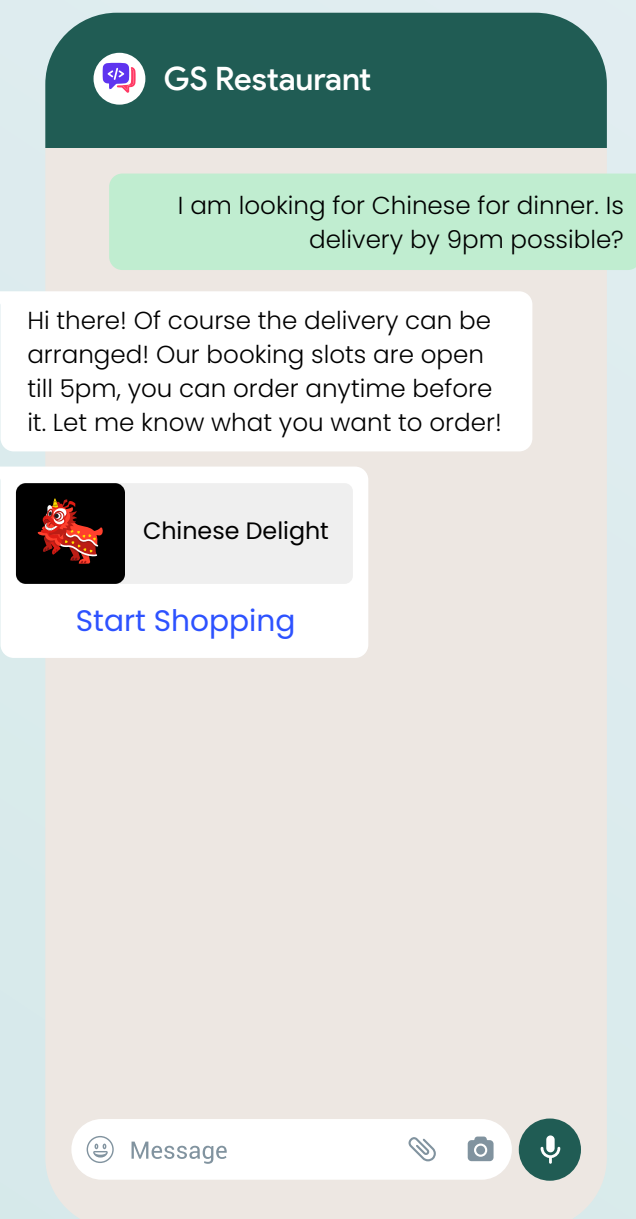 </>
GS Restaurant
I am looking for Chinese for dinner. Is
delivery by 9pm possible?
Hi there! Of course the delivery can be
arranged! Our booking slots are open
till 5pm, you can order anytime before
it. Let me know what you want to order!
Chinese Delight
Start Shopping
Message